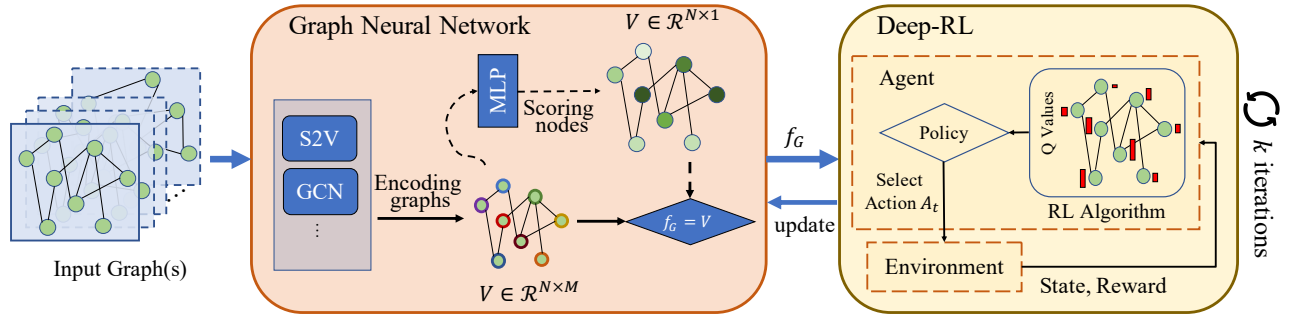 Input Graph(s)
Graph Neural Network
S2V
GCN
⋮
Encoding
graphs
MLP
Scoring
nodes
V ∈ ℛ^{N×1}
V ∈ ℛ^{N×M}
f_G = V
f_G
update
Deep-RL
Agent
Policy
Q Values
RL Algorithm
Select
Action A_t
Environment
State, Reward
k iterations